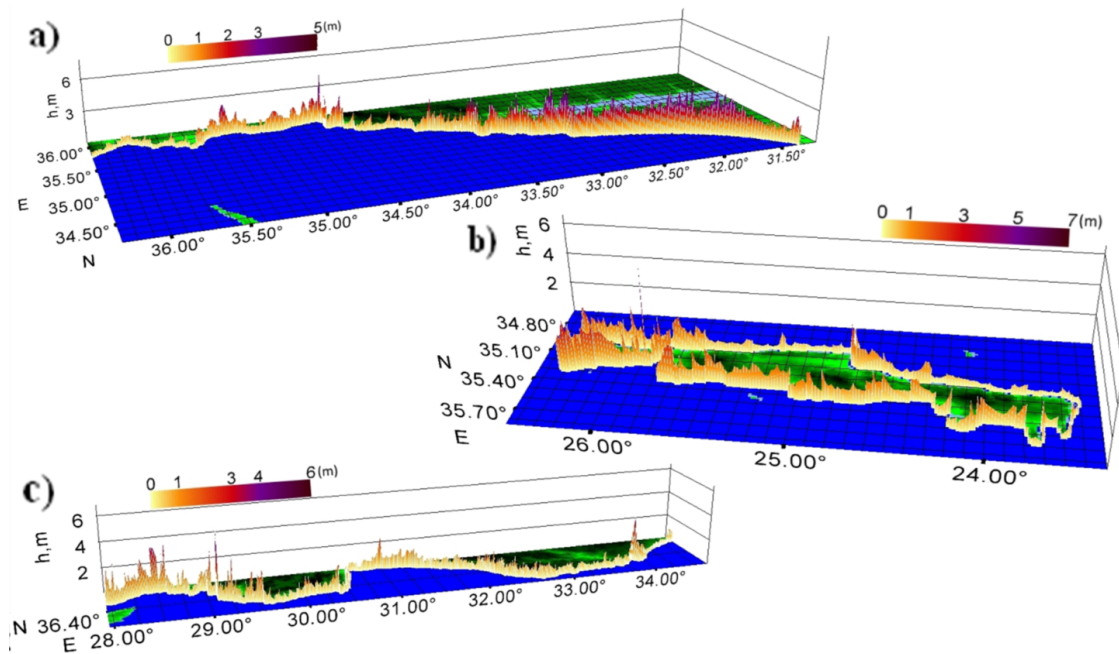 a)
0 1 2 3 5(m)
h,m
6
3
36.00°
35.50°
E 35.00°
34.50°
N
36.00° 35.50° 35.00° 34.50° 34.00° 33.50° 33.00° 32.50° 32.00° 31.50°
b)
0 1 3 5 7(m)
h,m
6
4
2
34.80°
N 35.10°
35.40°
35.70°
E
26.00° 25.00° 24.00°
c)
0 1 3 4 6(m)
h,m
6
4
2
N 36.40°
E 28.00° 29.00° 30.00° 31.00° 32.00° 33.00° 34.00°